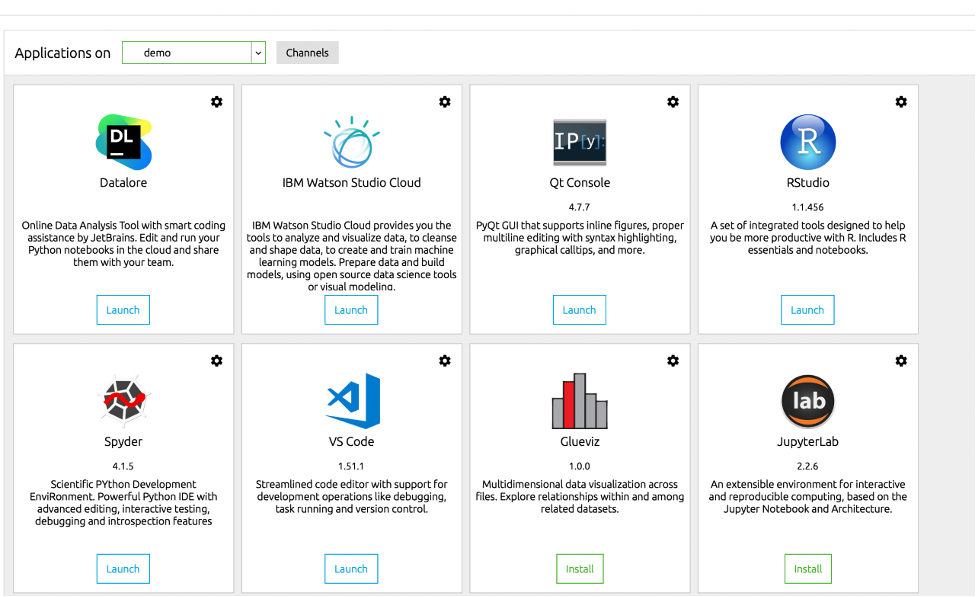 Applications on demo Channels
DL
Datalore
Online Data Analysis Tool with smart coding
assistance by JetBrains. Edit and run your
Python notebooks in the cloud and share
them with your team.
Launch
IBM Watson Studio Cloud
IBM Watson Studio Cloud provides you the
tools to analyze and visualize data, to cleanse
and shape data, to create and train machine
learning models. Prepare data and build
models, using open source data science tools
or visual modeling.
Launch
IP[y]:
Qt Console
4.7.7
PyQt GUI that supports inline figures, proper
multiline editing with syntax highlighting,
graphical calltips, and more.
Launch
R
RStudio
1.1.456
A set of integrated tools designed to help
you be more productive with R. Includes R
essentials and notebooks.
Launch
Spyder
4.1.5
Scientific PYthon Development
EnviRonment. Powerful Python IDE with
advanced editing, interactive testing,
debugging and introspection features
Launch
VS Code
1.51.1
Streamlined code editor with support for
development operations like debugging,
task running and version control.
Launch
Glueviz
1.0.0
Multidimensional data visualization across
files. Explore relationships within and among
related datasets.
Install
lab
JupyterLab
2.2.6
An extensible environment for interactive
and reproducible computing, based on the
Jupyter Notebook and Architecture.
Install